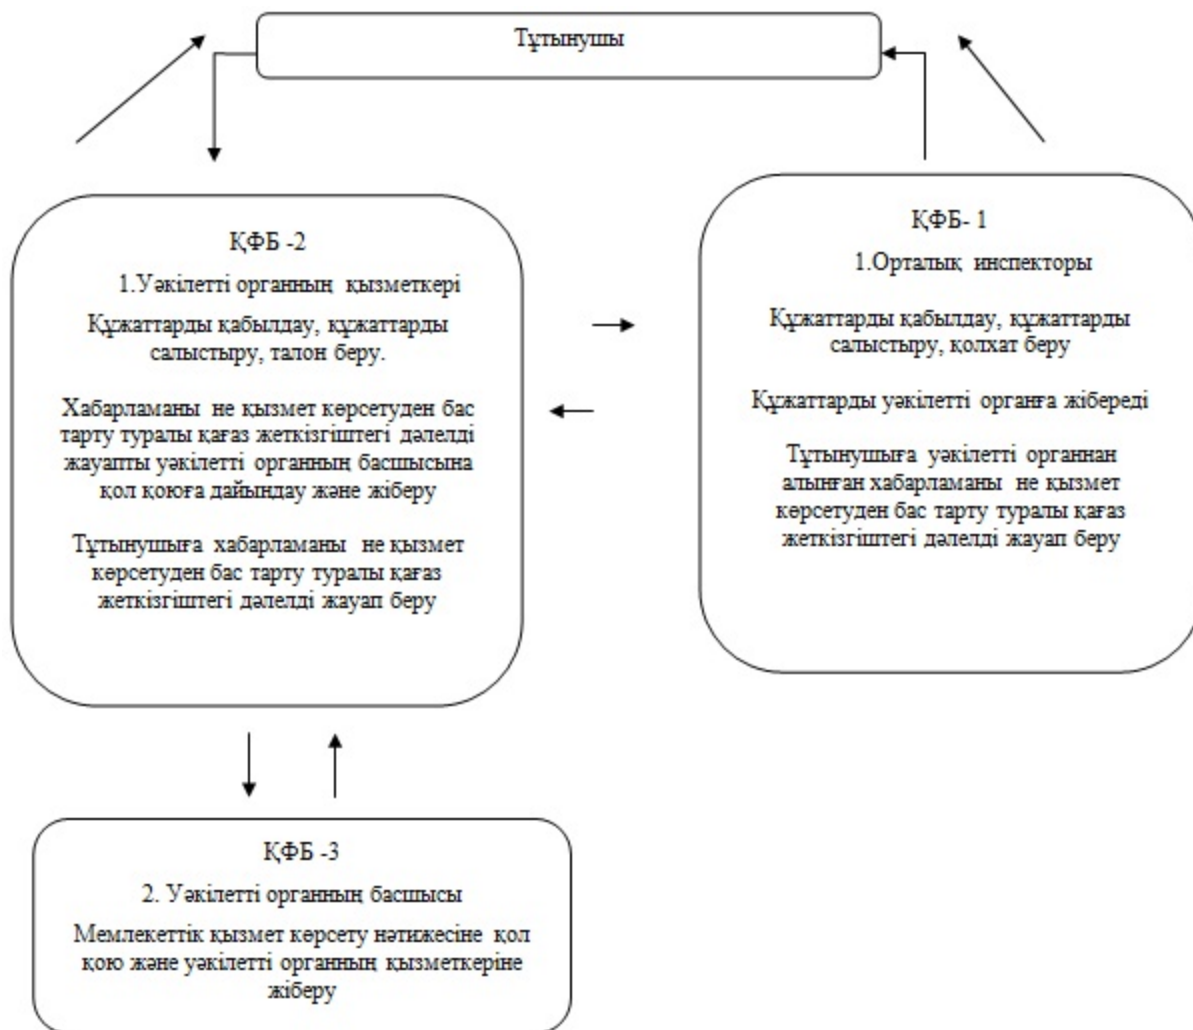 Тұтынушы
ҚФБ -2
1.Уәкілетті органның қызметкері
Құжаттарды қабылдау, құжаттарды
салыстыру, талон беру.
Хабарламаны не қызмет көрсетуден бас
тарту туралы қағаз жеткізгіштегі дәлелді
жауапты уәкілетті органның басшысына
қол қоюға дайындау және жіберу
Тұтынушыға хабарламаны не қызмет
көрсетуден бас тарту туралы қағаз
жеткізгіштегі дәлелді жауап беру
ҚФБ- 1
1.Орталық инспекторы
Құжаттарды қабылдау, құжаттарды
салыстыру, қолхат беру
Құжаттарды уәкілетті органға жібереді
Тұтынушыға уәкілетті органнан
алынған хабарламаны не қызмет
көрсетуден бас тарту туралы қағаз
жеткізгіштегі дәлелді жауап беру
ҚФБ -3
2. Уәкілетті органның басшысы
Мемлекеттік қызмет көрсету нәтижесіне қол
қою және уәкілетті органның қызметкеріне
жіберу